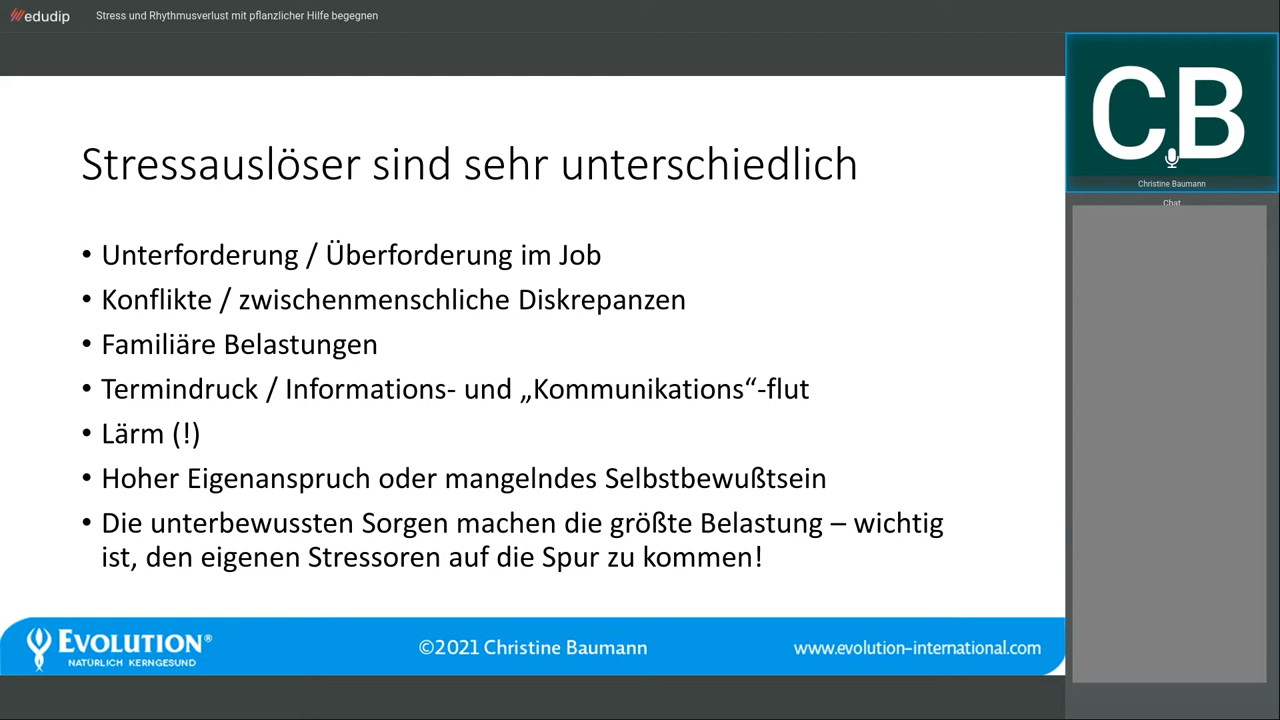 edudip
Stress und Rhythmusverlust mit pflanzlicher Hilfe begegnen
Stressauslöser sind sehr unterschiedlich
• Unterforderung / Überforderung im Job
• Konflikte / zwischenmenschliche Diskrepanzen
• Familiäre Belastungen
• Termindruck / Informations- und „Kommunikations“-flut
• Lärm (!)
• Hoher Eigenanspruch oder mangelndes Selbstbewußtsein
• Die unterbewussten Sorgen machen die größte Belastung – wichtig
ist, den eigenen Stressoren auf die Spur zu kommen!
EVOLUTION®
NATÜRLICH KERNGESUND
©2021 Christine Baumann
www.evolution-international.com
CB
Christine Baumann
Chat